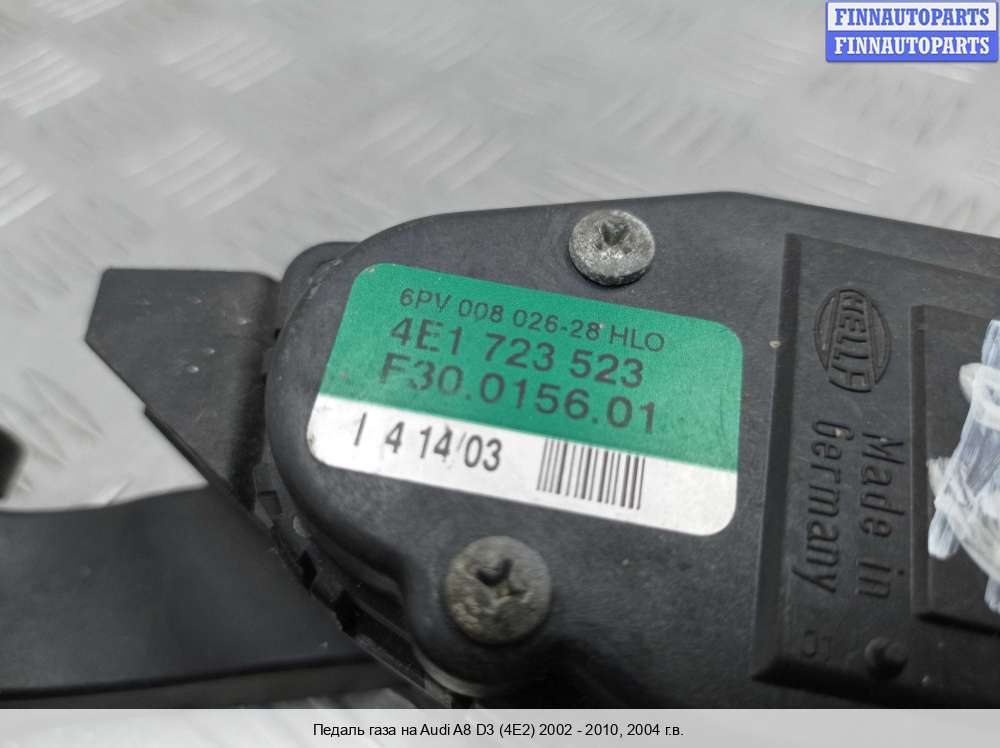 FINNAUTOPARTS
FINNAUTOPARTS
6PV 008 026-28 HLO
4E1 723 523
F30.0156.01
I 4 14/03
HELLA
Made in
Germany
5
Педаль газа на Audi A8 D3 (4E2) 2002 - 2010, 2004 г.в.